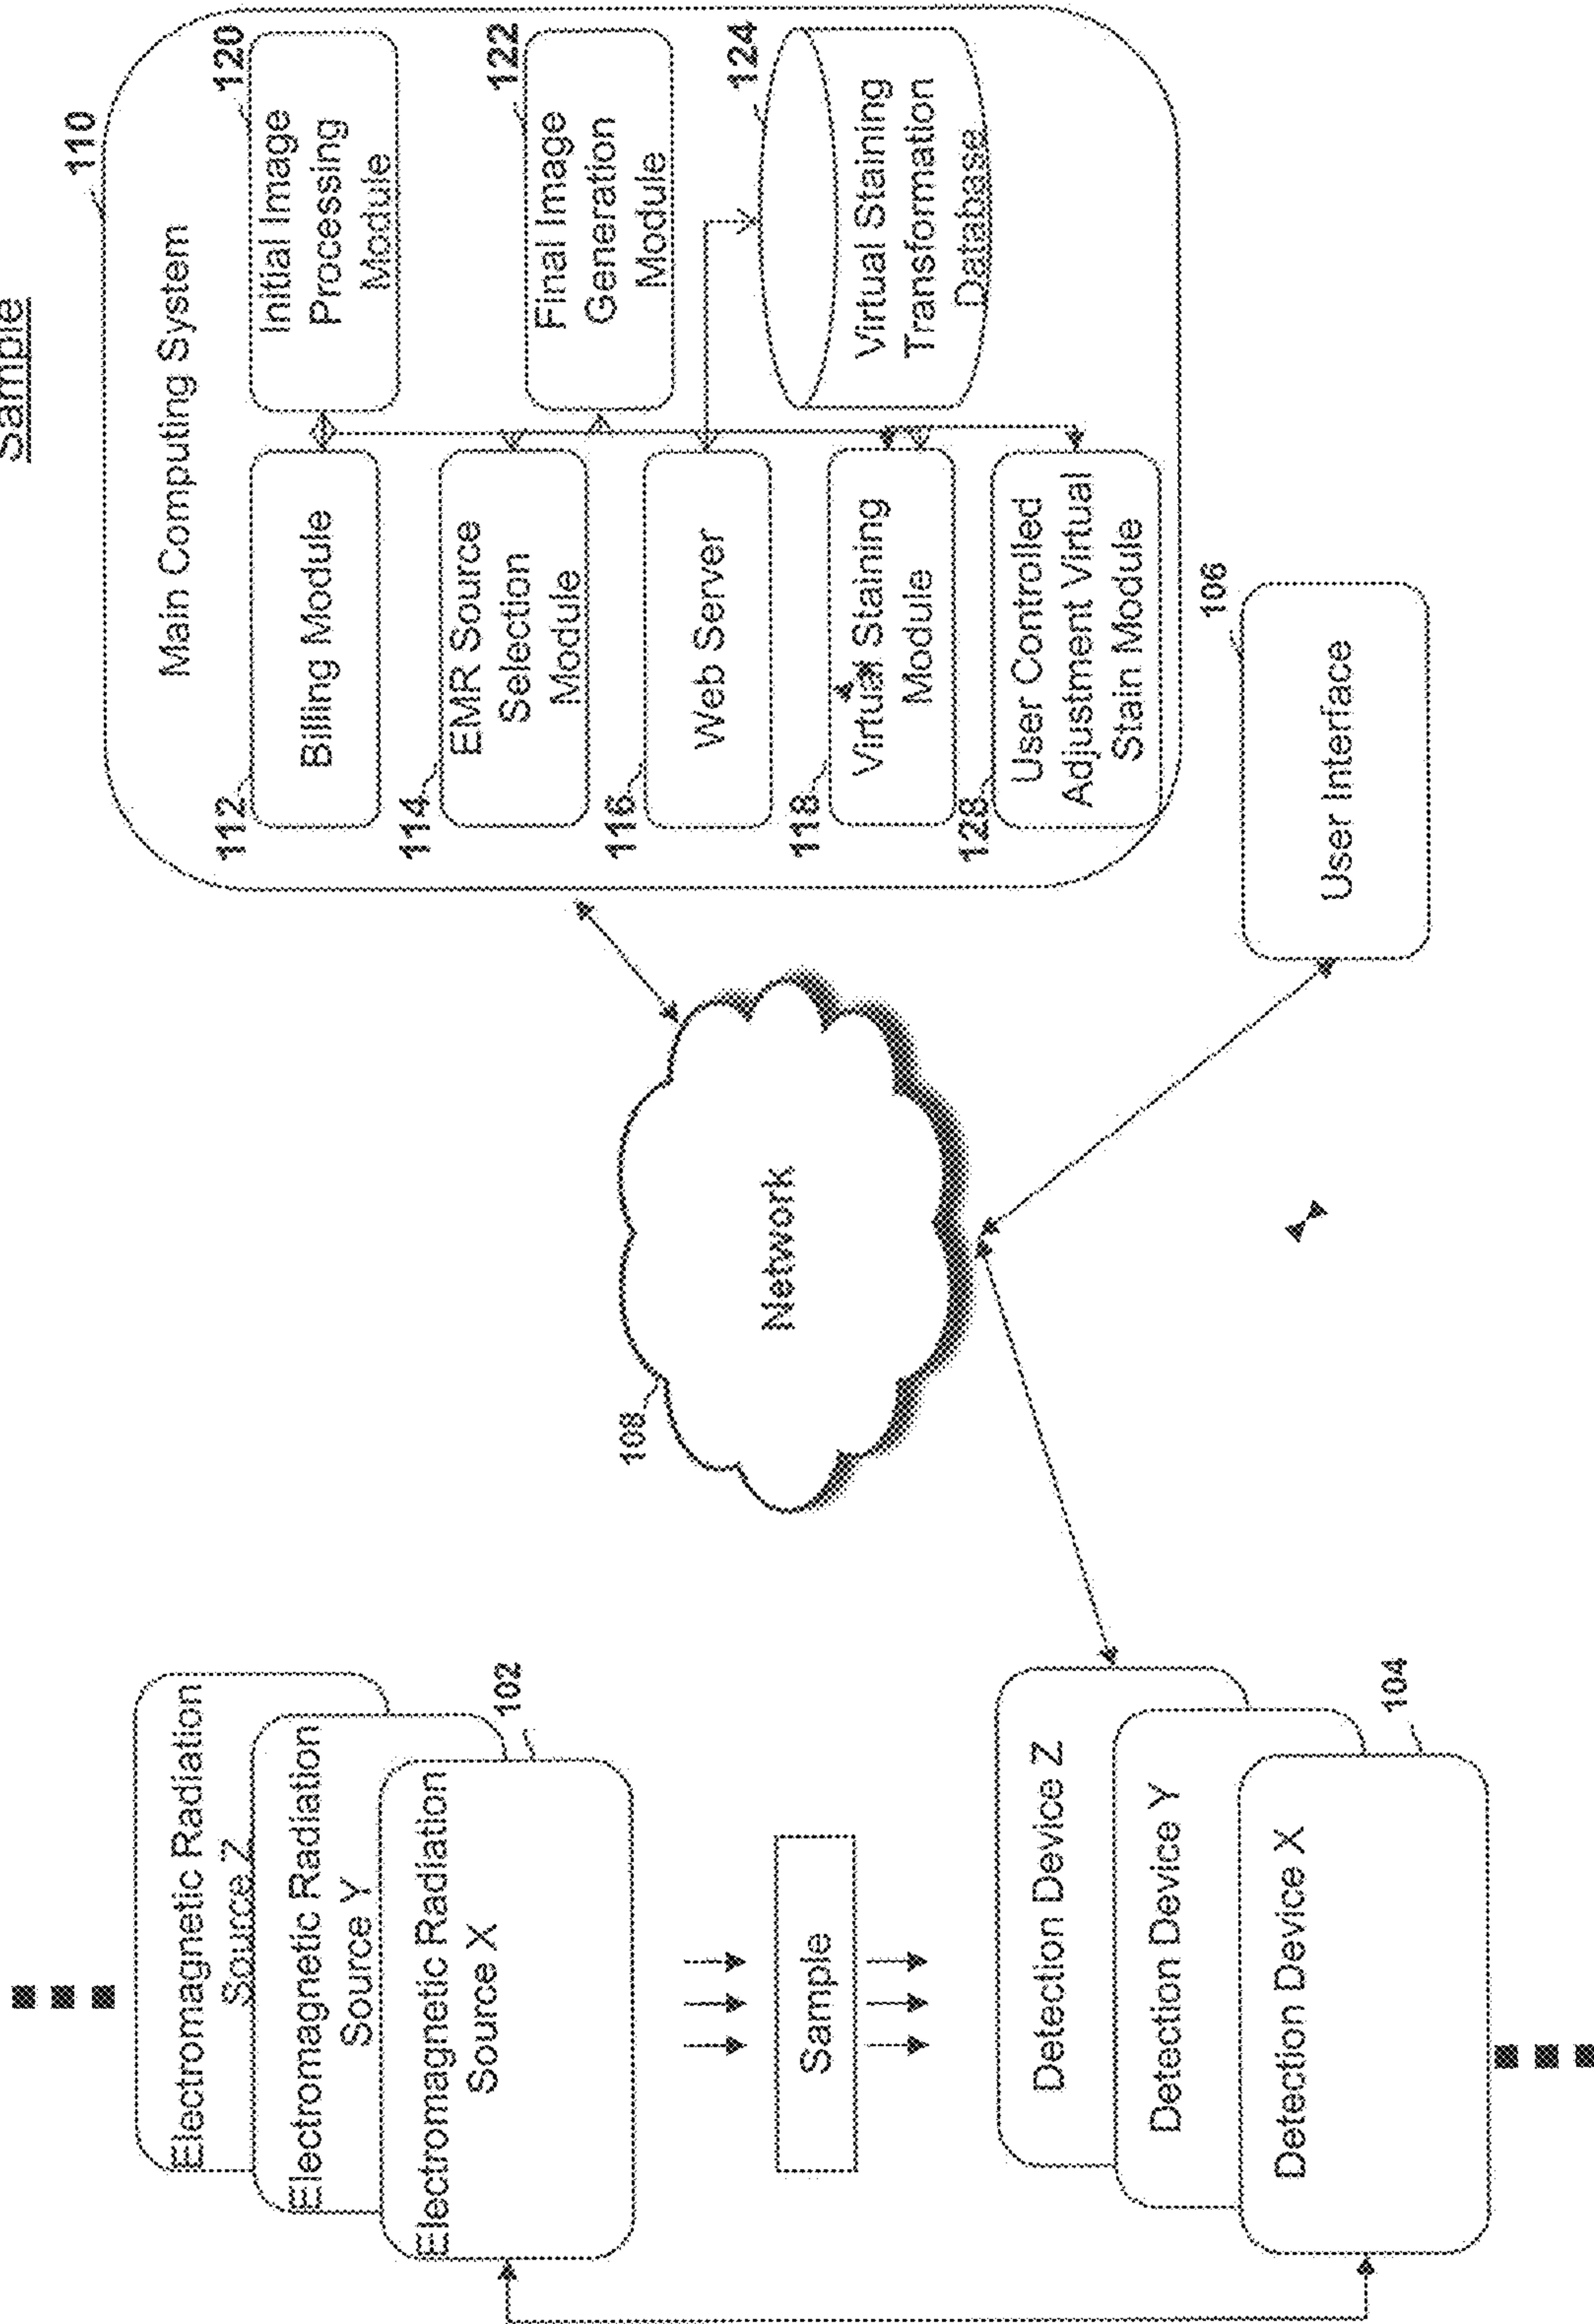 Sample
110
Main Computing System
112
Billing Module
120
Initial Image
Processing
Module
114
EMR Source
Selection
Module
122
Final Image
Generation
Module
116
Web Server
124
Virtual Staining
Transformation
Database
118
Virtual Staining
Module
128
User Controlled
Adjustment Virtual
Stain Module
106
User Interface
108
Network
Electromagnetic Radiation
Source Z
Electromagnetic Radiation
Source Y
Electromagnetic Radiation
Source X
102
Sample
Detection Device Z
Detection Device Y
Detection Device X
104